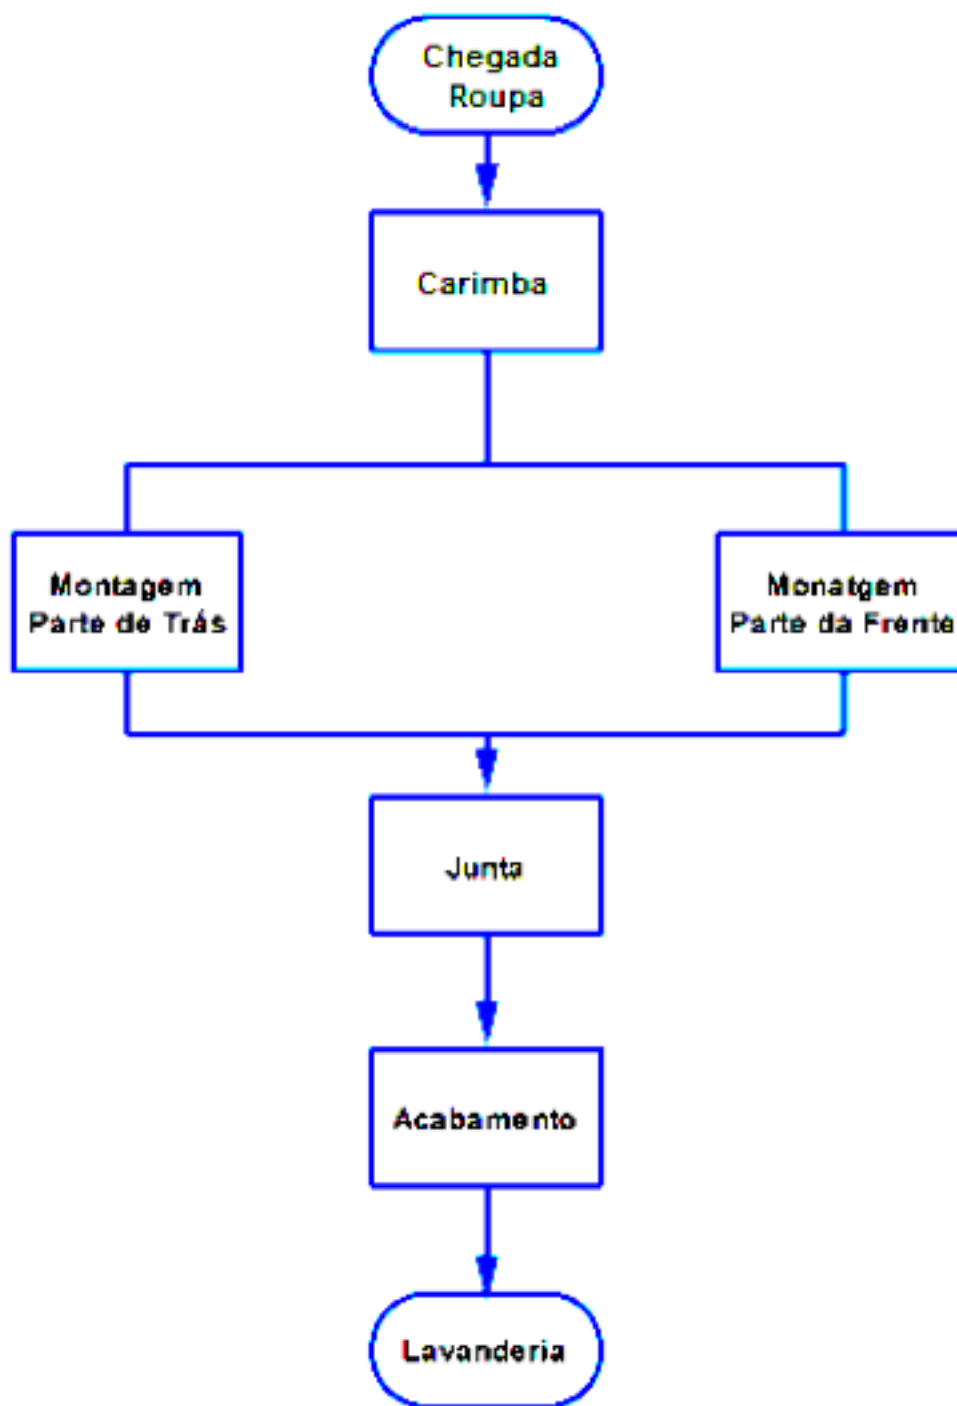 Chegada
Roupa
Carimba
Montagem
Parte de Trás
Monatgem
Parte da Frente
Junta
Acabamento
Lavanderia